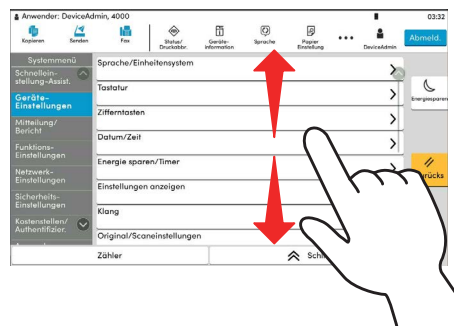 Anwender: DeviceAdmin, 4000
03:32
Kopieren
Senden
Fax
Status/
Druckabbr.
Geräte-
Information
Sprache
Papier
Einstellung
DeviceAdmin
Abmeld.
Systemmenü
Schnellein-
stellung-Assist.
Geräte-
Einstellungen
Mitteilung/
Bericht
Funktions-
Einstellungen
Netzwerk-
Einstellungen
Sicherheits-
Einstellungen
Kostenstellen/
Authentifizier.
Sprache/Einheitensystem
Tastatur
Zifferntasten
Datum/Zeit
Energie sparen/Timer
Einstellungen anzeigen
Klang
Original/Scaneinstellungen
Energiesparen
Zähler